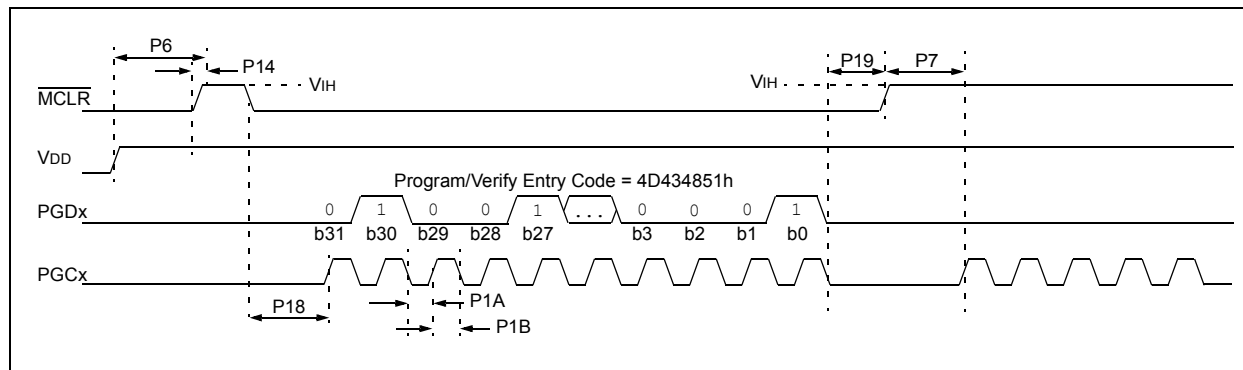 P6
P14
P19
P7
VIH
VIH
MCLR
VDD
Program/Verify Entry Code = 4D434851h
PGDx
0 1 0 0 1 ... 0 0 0 1
b31 b30 b29 b28 b27 b3 b2 b1 b0
PGCx
P18
P1A
P1B